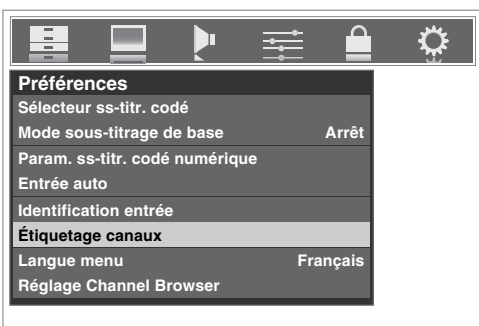 Préférences
Sélecteur ss-titr. codé
Mode sous-titrage de base Arrêt
Param. ss-titr. codé numérique
Entrée auto
Identification entrée
Étiquetage canaux
Langue menu Français
Réglage Channel Browser